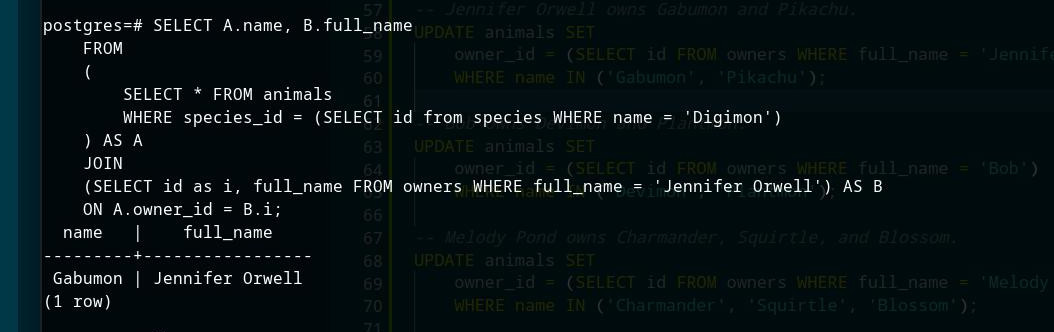 postgres=# SELECT A.name, B.full_name
    FROM
    (
        SELECT * FROM animals
        WHERE species_id = (SELECT id from species WHERE name = 'Digimon')
    ) AS A
    JOIN
    (SELECT id as i, full_name FROM owners WHERE full_name = 'Jennifer Orwell') AS B
    ON A.owner_id = B.i;
  name   |    full_name
---------+-----------------
 Gabumon | Jennifer Orwell
(1 row)
57 -- Jennifer Orwell owns Gabumon and Pikachu.
58 UPDATE animals SET
59     owner_id = (SELECT id FROM owners WHERE full_name = 'Jennife
60     WHERE name IN ('Gabumon', 'Pikachu');
61
62
63 UPDATE animals SET
64     owner_id = (SELECT id FROM owners WHERE full_name = 'Bob')
66
67 -- Melody Pond owns Charmander, Squirtle, and Blossom.
68 UPDATE animals SET
69     owner_id = (SELECT id FROM owners WHERE full_name = 'Melody
70     WHERE name IN ('Charmander', 'Squirtle', 'Blossom');
71